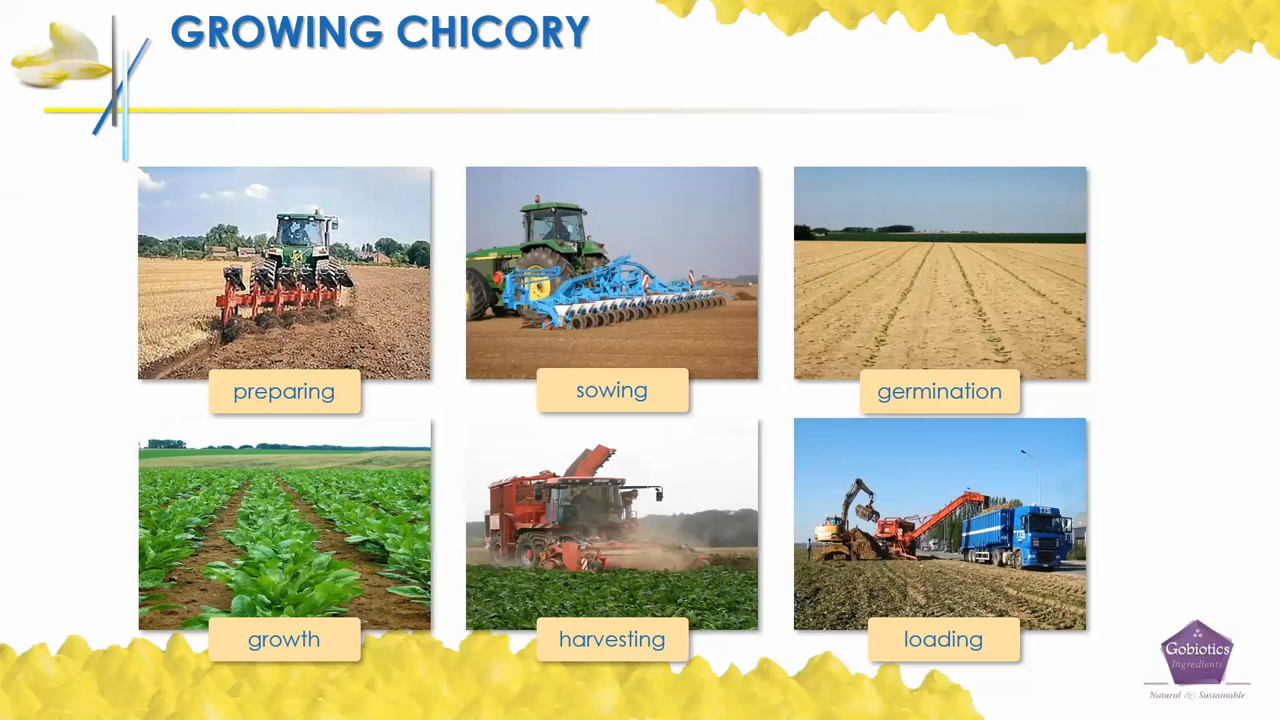 GROWING CHICORY
preparing
sowing
germination
growth
harvesting
loading
Gobiotics
Ingredients
Natural & Sustainable